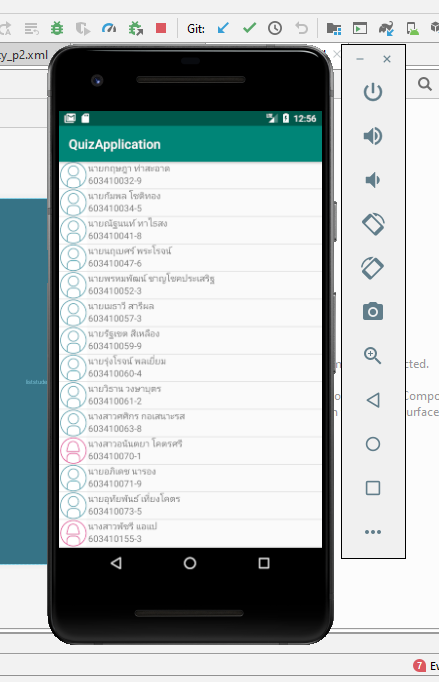 Git:
ty_p2.xml
12:56
QuizApplication
นายกฤษฎา ทำสะอาด
603410032-9
นายกัมพล โชติทอง
603410034-5
นายณัฐนนท์ ทาไธสง
603410041-8
นายนฤเบศร์ พระโรจน์
603410047-6
นายพรหมพัฒน์ ชาญโชคประเสริฐ
603410052-3
นายเมธาวี สารีผล
603410057-3
นายรัฐเขต สีเหลือง
603410059-9
นายรุ่งโรจน์ พลเยี่ยม
603410060-4
นายวิธาน วงษาบุตร
603410061-2
นางสาวศศิกร กอเสนาะรส
603410063-8
นางสาวอนันตยา โคตรศรี
603410070-1
นายอภิเดช นารอง
603410071-9
นายอุทัยพันธ์ เที่ยงโคตร
603410073-5
นางสาวพัชรี แอแป
603410155-3
cted.
Compo
surface
7 Ev